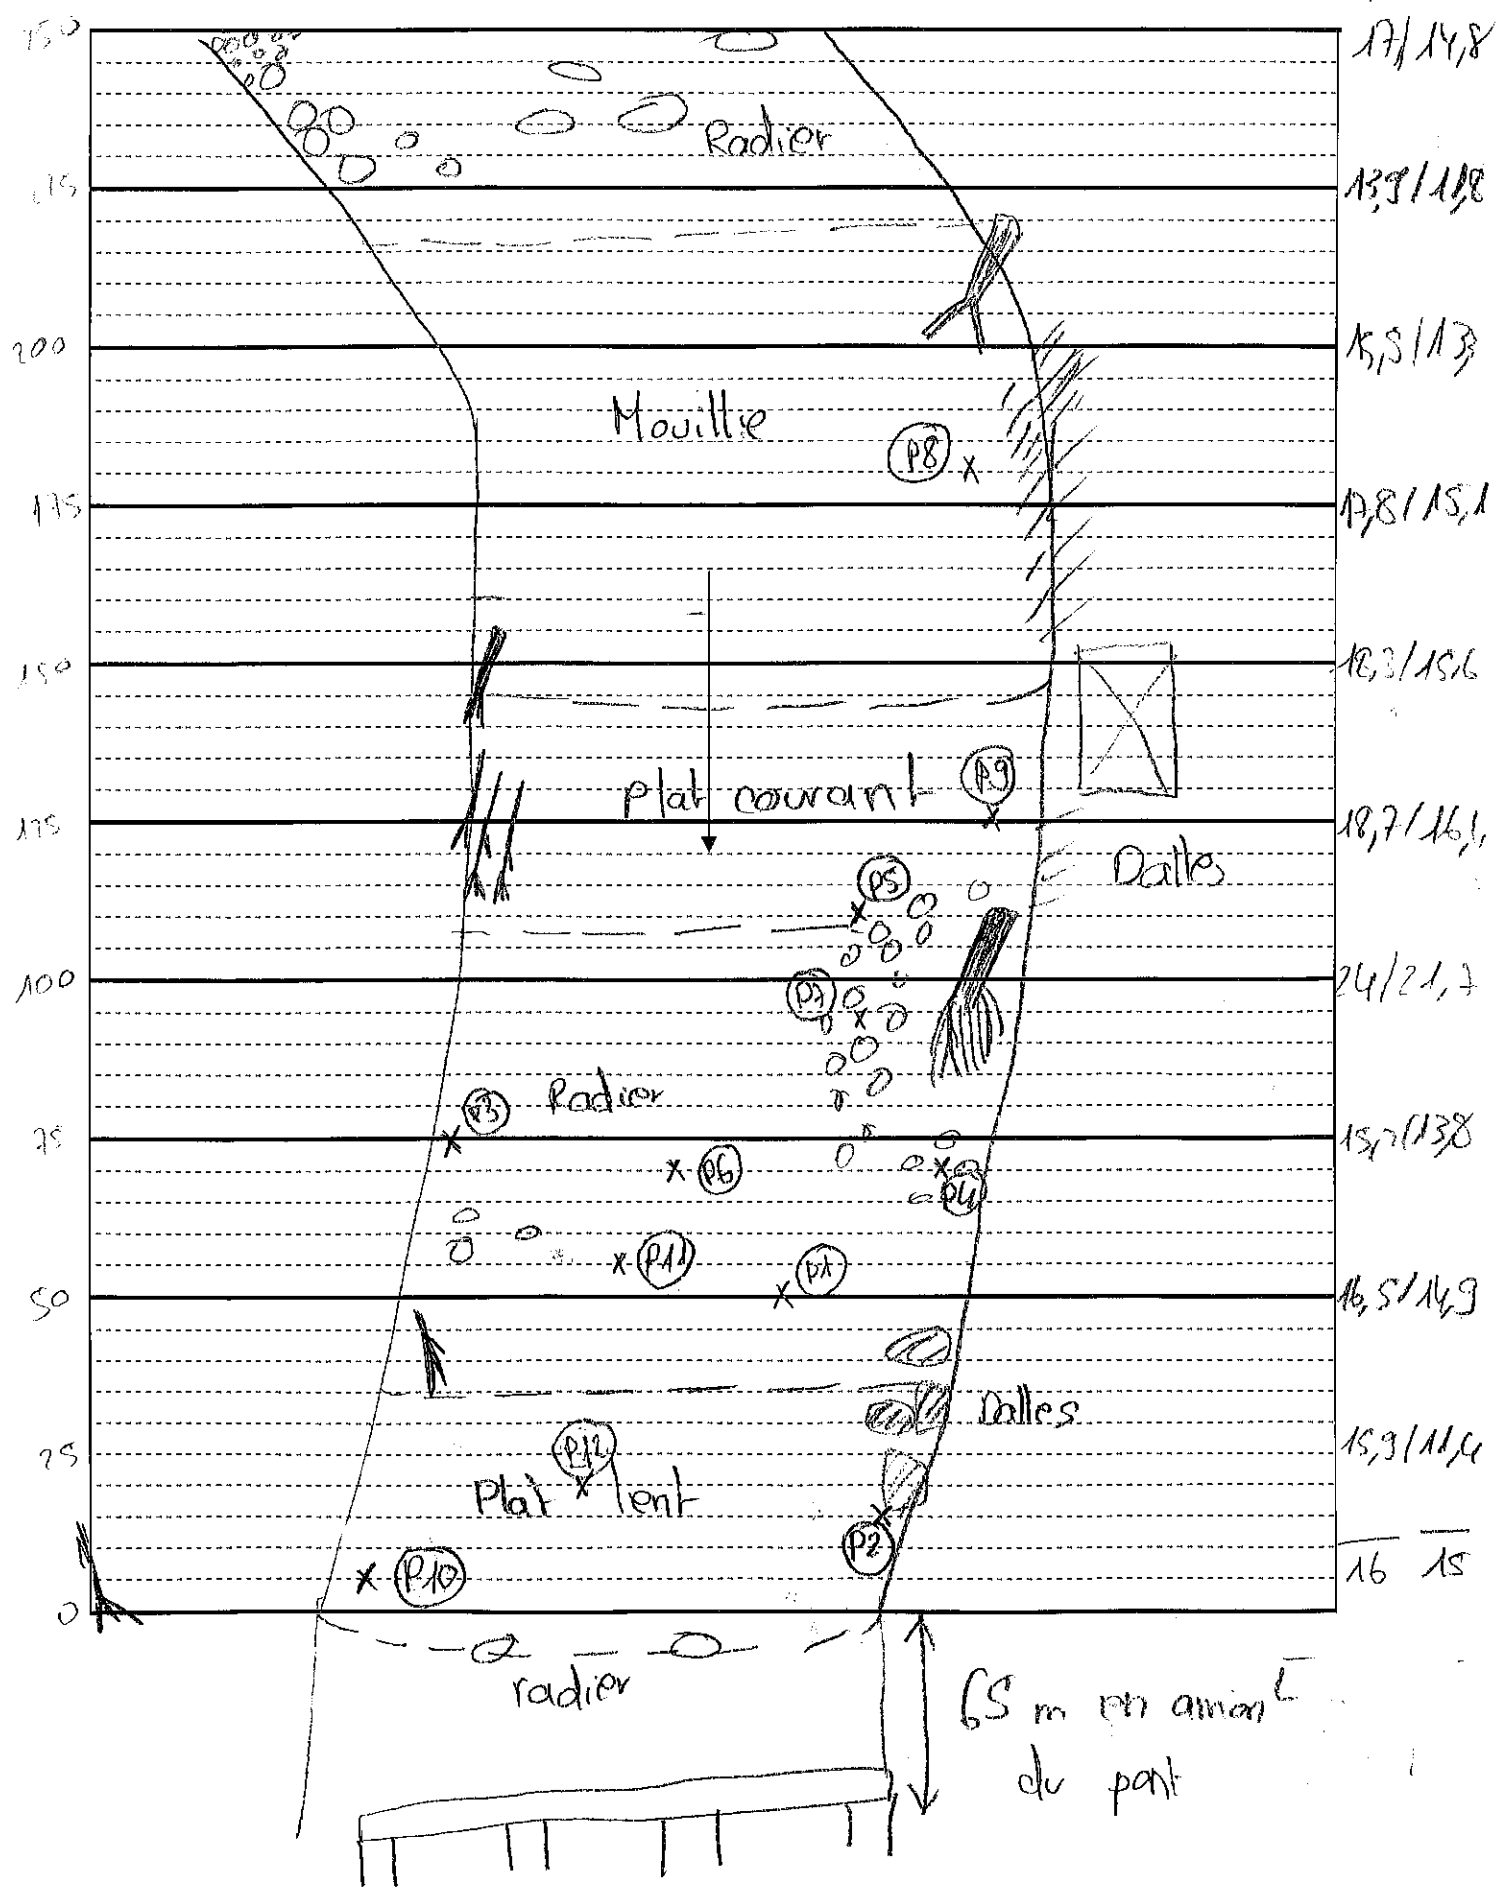 250 17/14,8
Radier
225 13,9/11,8
200 15,5/13,
Mouille
P8
175 17,8/15,1
150 18,3/15,6
P9
plat courant
125 18,7/16,1
P5 Dalles
100 24/21,7
P7
P3 Radier
75 15,7/13,8
P6 P4
P11 P1
50 16,5/14,9
Dalles
P12
25 15,9/11,4
Plat lent
P2
P10 16 15
0
radier
65 m en amont
du pont